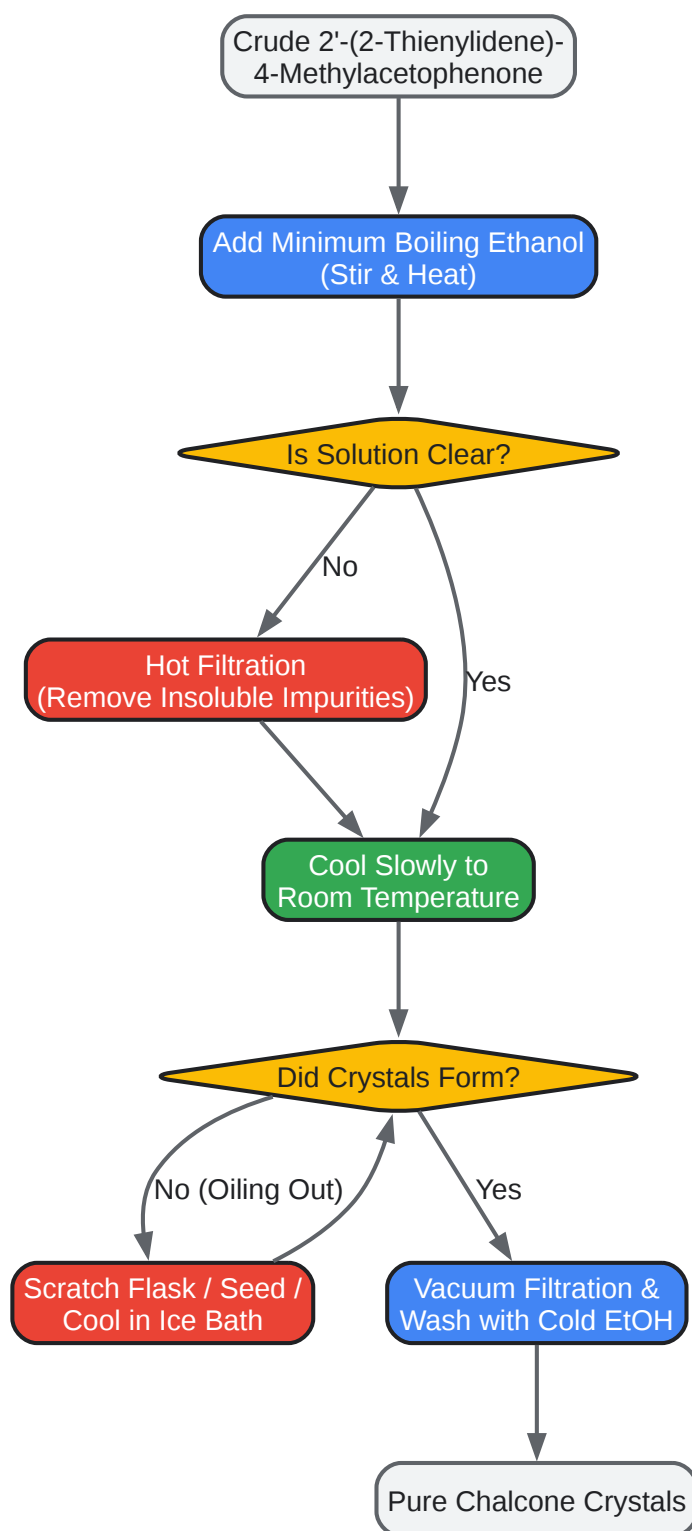 Crude 2'-(2-Thienylidene)-
4-Methylacetophenone
Add Minimum Boiling Ethanol
(Stir & Heat)
Is Solution Clear?
No
Hot Filtration
(Remove Insoluble Impurities)
Yes
Cool Slowly to
Room Temperature
Did Crystals Form?
No (Oiling Out)
Yes
Scratch Flask / Seed /
Cool in Ice Bath
Vacuum Filtration &
Wash with Cold EtOH
Pure Chalcone Crystals